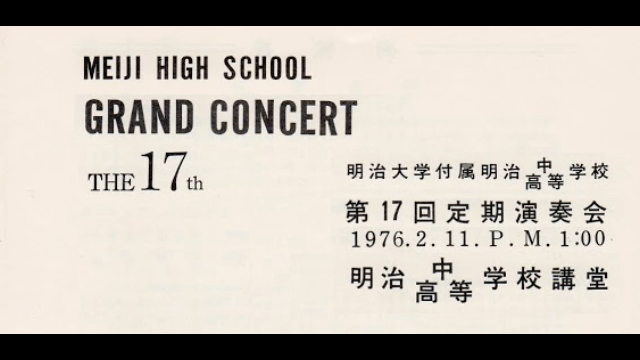 MEIJI HIGH SCHOOL
GRAND CONCERT
THE 17th
明治大学付属明治中高等学校
第17回定期演奏会
1976.2.11.P.M.1:00
明治中高等学校講堂